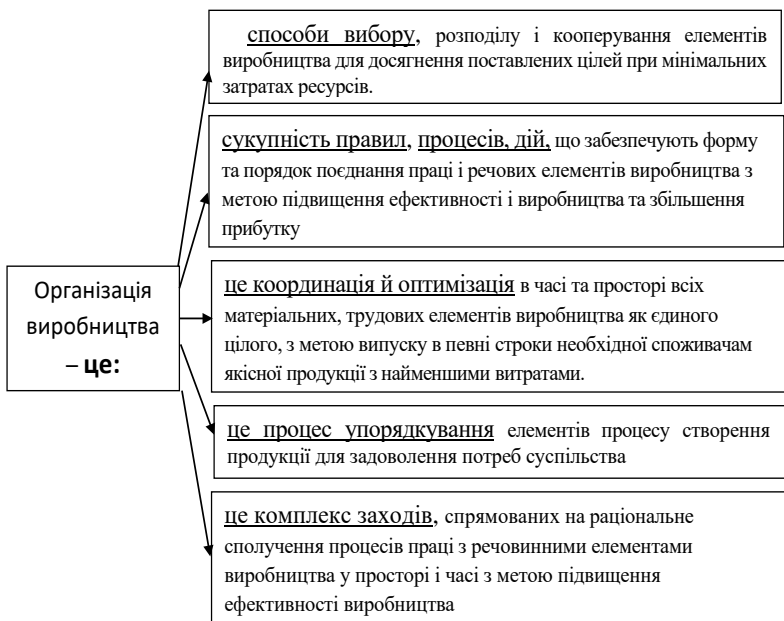 Організація
виробництва
– це:
способи вибору, розподілу і кооперування елементів
виробництва для досягнення поставлених цілей при мінімальних
затратах ресурсів.
сукупність правил, процесів, дій, що забезпечують форму
та порядок поєднання праці і речових елементів виробництва з
метою підвищення ефективності і виробництва та збільшення
прибутку
це координація й оптимізація в часі та просторі всіх
матеріальних, трудових елементів виробництва як єдиного
цілого, з метою випуску в певні строки необхідної споживачам
якісної продукції з найменшими витратами.
це процес упорядкування елементів процесу створення
продукції для задоволення потреб суспільства
це комплекс заходів, спрямованих на раціональне
сполучення процесів праці з речовинними елементами
виробництва у просторі і часі з метою підвищення
ефективності виробництва